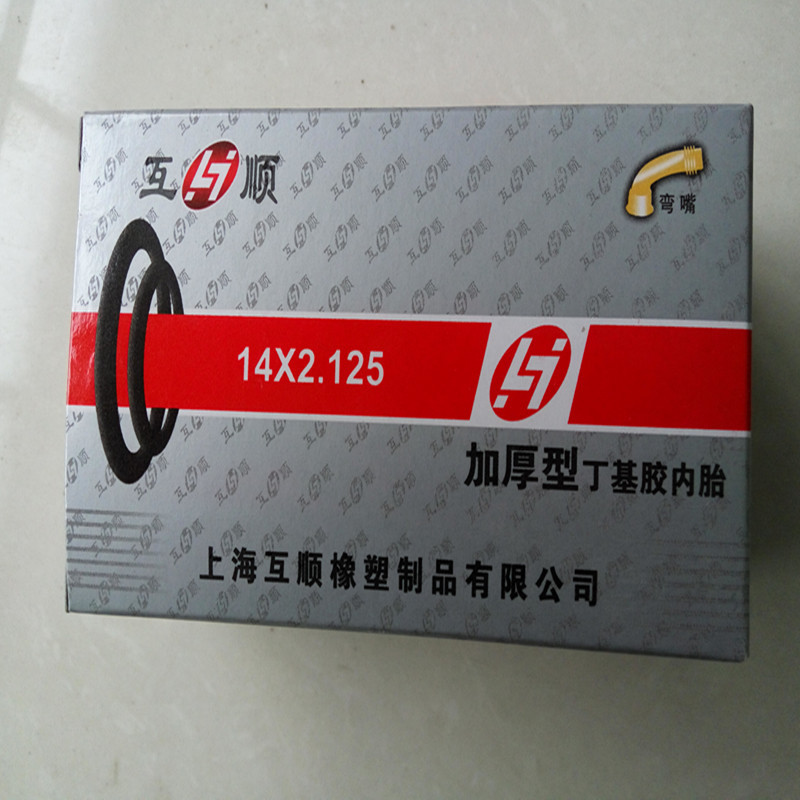 互顺
弯嘴
14X2.125
加厚型丁基胶内胎
上海互顺橡塑制品有限公司